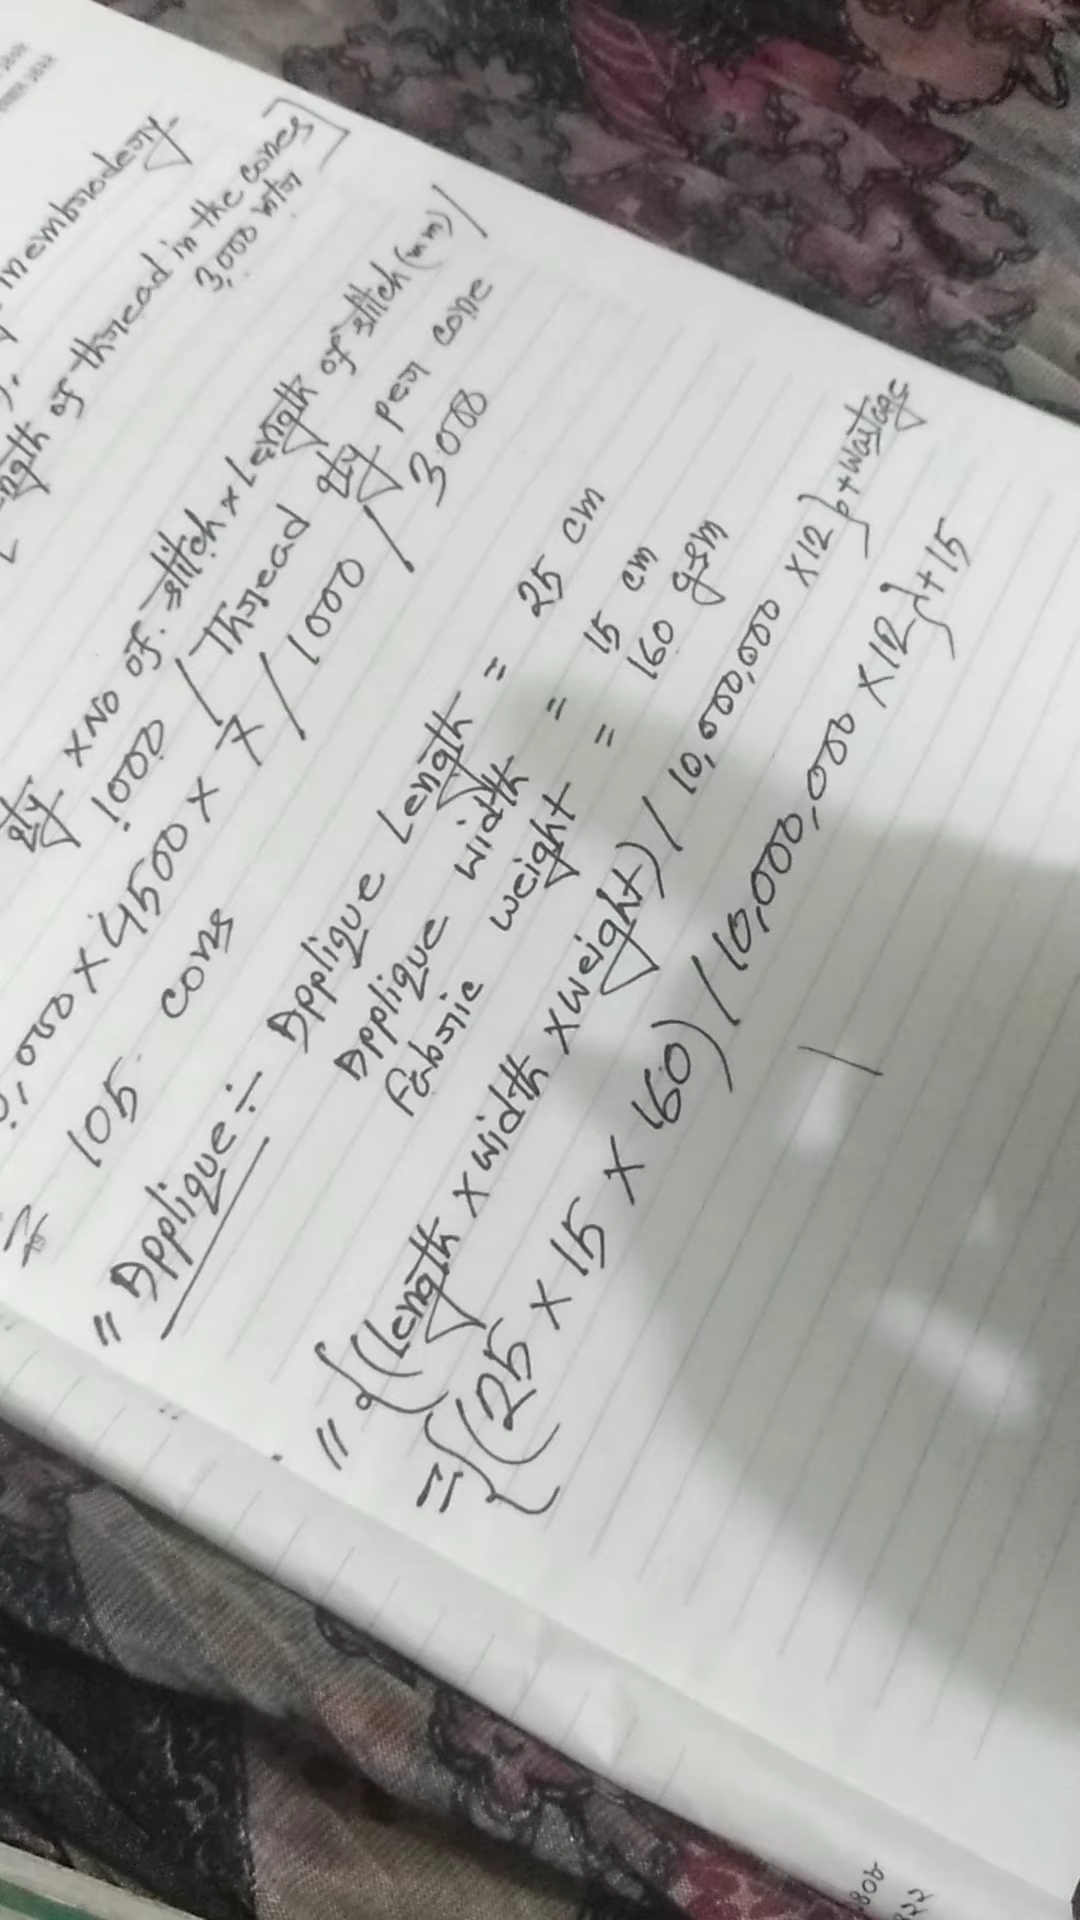 in embrodery
Length of thread in the cones]
3,000 mtr
qty x No of. stitch x Length of stitch (mm) /
1000 / Thread qty per cone
,000 x 4500 x 7 / 1000 / 3000
105 cons
" Applique :- Applique Length = 25 cm
Applique width = 15 cm
Fabric weight = 160 gsm
= {(length x width x weight) / 10,000,000 x 12} + wastage
= {(25 x 15 x 160) / 10,000,000 x 12} + 15